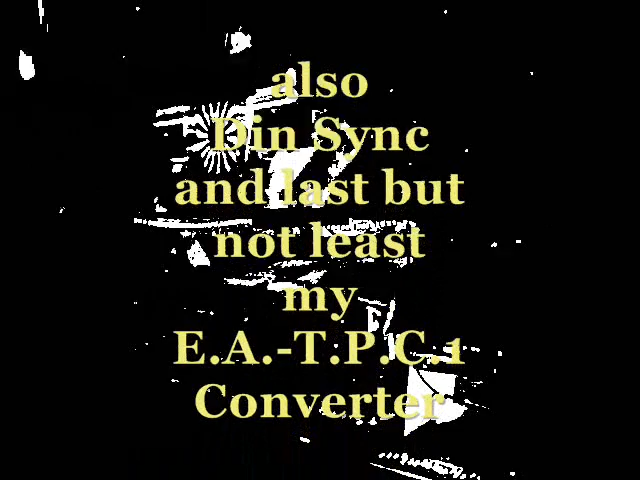 also
Din Sync
and last but
not least
my
E.A.-T.P.C.1
Converter